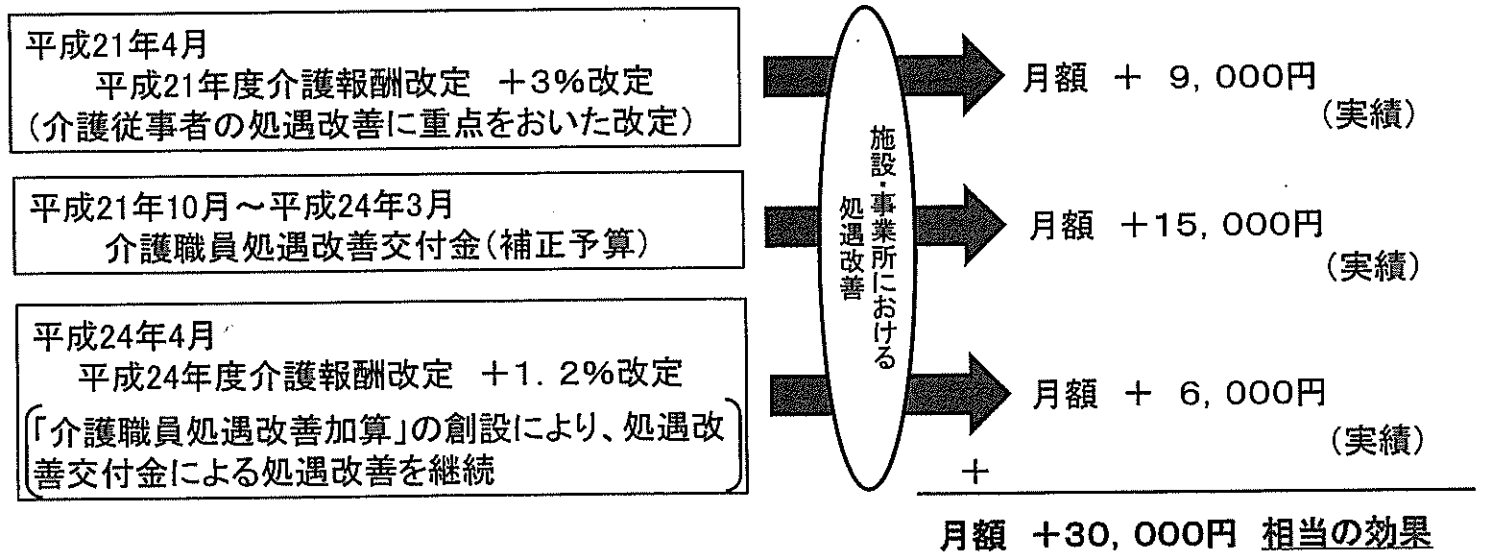 平成21年4月
平成21年度介護報酬改定 +3%改定
(介護従事者の処遇改善に重点をおいた改定)
月額 + 9,000円
(実績)
平成21年10月~平成24年3月
介護職員処遇改善交付金(補正予算)
月額 +15,000円
(実績)
平成24年4月
平成24年度介護報酬改定 +1.2%改定
「介護職員処遇改善加算」の創設により、処遇改
善交付金による処遇改善を継続
月額 + 6,000円
(実績)
施設・事業所における
処遇改善
+
月額 +30,000円 相当の効果